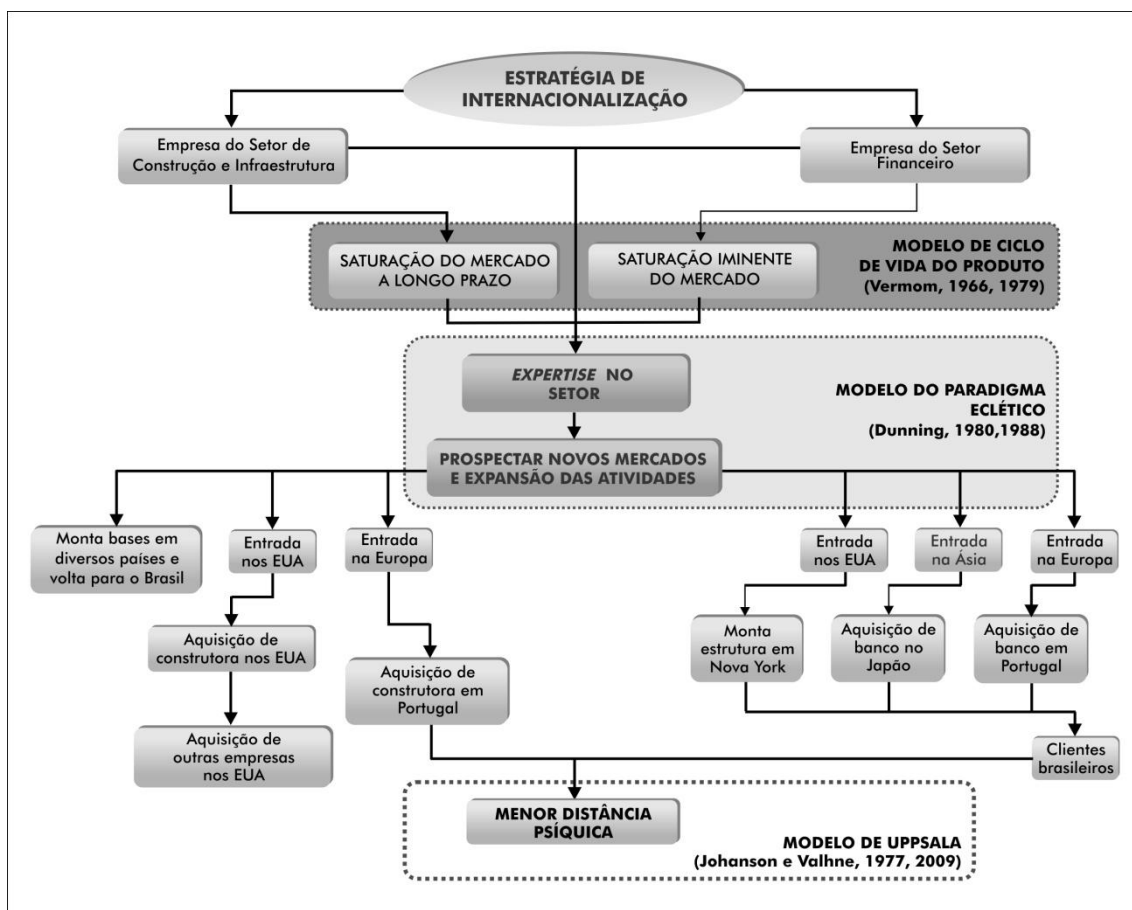 ESTRATÉGIA DE
INTERNACIONALIZAÇÃO
Empresa do Setor de
Construção e Infraestrutura
Empresa do Setor
Financeiro
SATURAÇÃO DO MERCADO
A LONGO PRAZO
SATURAÇÃO IMINENTE
DO MERCADO
MODELO DE CICLO
DE VIDA DO PRODUTO
(Vermom, 1966, 1979)
EXPERTISE NO
SETOR
MODELO DO PARADIGMA
ECLÉTICO
(Dunning, 1980,1988)
PROSPECTAR NOVOS MERCADOS
E EXPANSÃO DAS ATIVIDADES
Monta bases em
diversos países e
volta para o Brasil
Entrada
nos EUA
Entrada
na Europa
Entrada
nos EUA
Entrada
na Ásia
Entrada
na Europa
Aquisição de
construtora nos EUA
Aquisição de
construtora em
Portugal
Monta
estrutura em
Nova York
Aquisição de
banco no
Japão
Aquisição de
banco em
Portugal
Aquisição de
outras empresas
nos EUA
Clientes
brasileiros
MENOR DISTÂNCIA
PSÍQUICA
MODELO DE UPPSALA
(Johanson e Valhne, 1977, 2009)